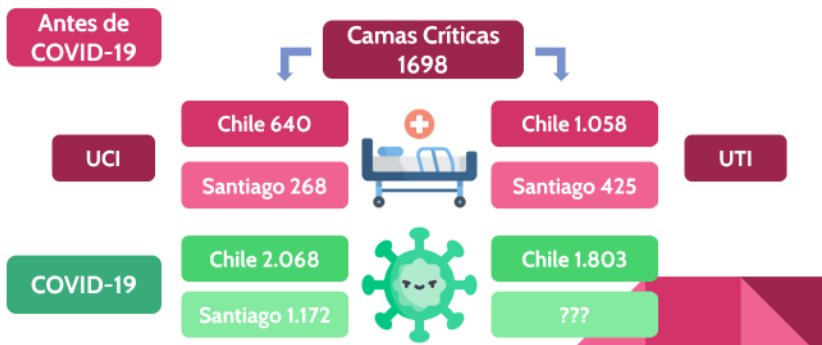 Antes de
COVID-19
Camas Críticas
1698
Chile 640
Chile 1.058
UCI
UTI
Santiago 268
Santiago 425
Chile 2.068
Chile 1.803
COVID-19
Santiago 1.172
???